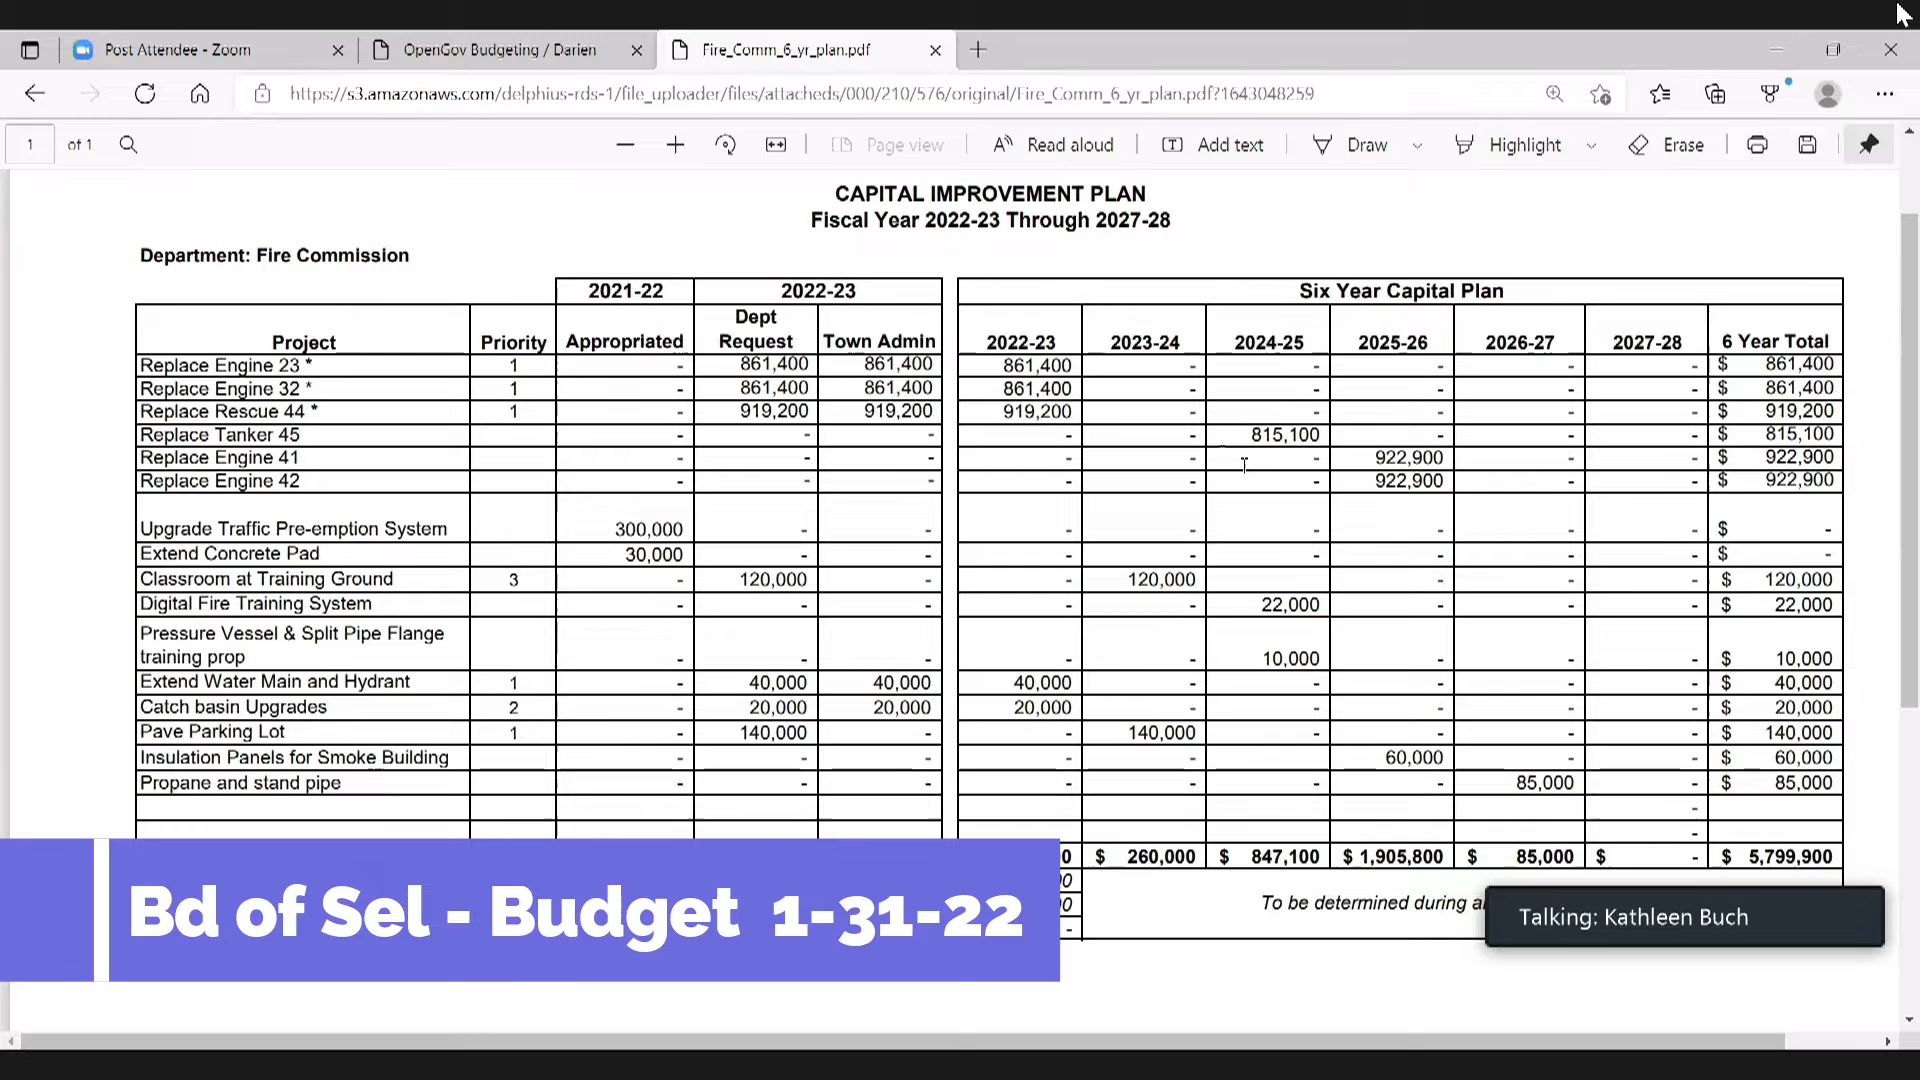 Post Attendee - Zoom
OpenGov Budgeting / Darien
Fire_Comm_6_yr_plan.pdf
https://s3.amazonaws.com/delphius-rds-1/file_uploader/files/attacheds/000/210/576/original/Fire_Comm_6_yr_plan.pdf?1643048259
1 of 1 Page view Read aloud Add text Draw Highlight Erase
CAPITAL IMPROVEMENT PLAN
Fiscal Year 2022-23 Through 2027-28
Department: Fire Commission
2021-22 2022-23 Six Year Capital Plan
Project Priority Appropriated Dept Request Town Admin 2022-23 2023-24 2024-25 2025-26 2026-27 2027-28 6 Year Total
Replace Engine 23 * 1 - 861,400 861,400 861,400 - - - - - $ 861,400
Replace Engine 32 * 1 - 861,400 861,400 861,400 - - - - - $ 861,400
Replace Rescue 44 * 1 - 919,200 919,200 919,200 - - - - - $ 919,200
Replace Tanker 45 - - - - - 815,100 - - - $ 815,100
Replace Engine 41 - - - - - - 922,900 - - $ 922,900
Replace Engine 42 - - - - - - 922,900 - - $ 922,900
Upgrade Traffic Pre-emption System 300,000 - - - - - - - - $ -
Extend Concrete Pad 30,000 - - - - - - - - $ -
Classroom at Training Ground 3 - 120,000 - - 120,000 - - - - $ 120,000
Digital Fire Training System - - - - - 22,000 - - - $ 22,000
Pressure Vessel & Split Pipe Flange
training prop - - - - - 10,000 - - - $ 10,000
Extend Water Main and Hydrant 1 - 40,000 40,000 40,000 - - - - - $ 40,000
Catch basin Upgrades 2 - 20,000 20,000 20,000 - - - - - $ 20,000
Pave Parking Lot 1 - 140,000 - - 140,000 - - - - $ 140,000
Insulation Panels for Smoke Building - - - - - - 60,000 - - $ 60,000
Propane and stand pipe - - - - - - - 85,000 - $ 85,000
-
-
0 $ 260,000 $ 847,100 $ 1,905,800 $ 85,000 $ - $ 5,799,900
0
0 To be determined during a
-
Bd of Sel - Budget 1-31-22
Talking: Kathleen Buch